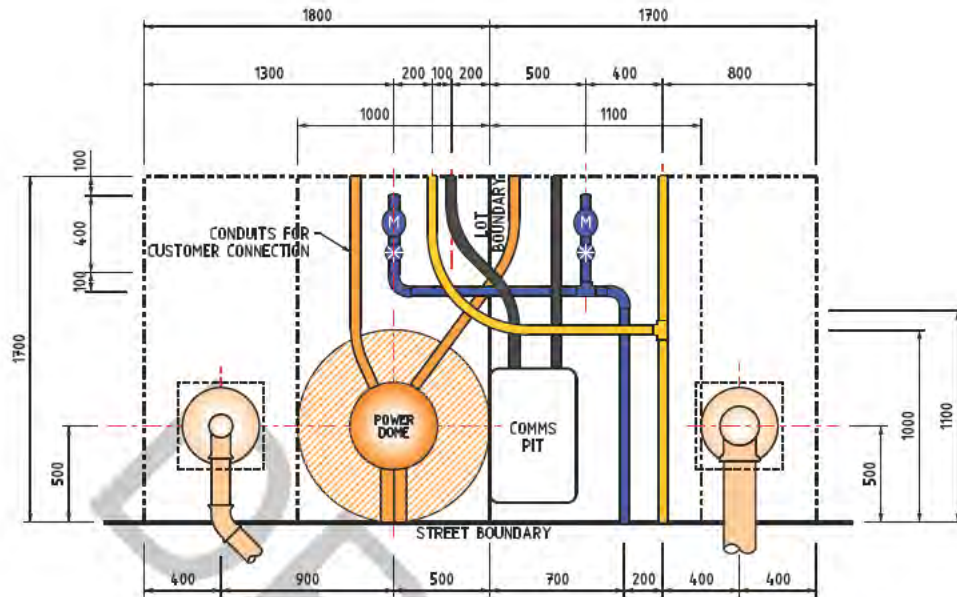 1800
1700
1300
200
100
200
500
400
800
1000
1100
100
400
100
1700
500
CONDUITS FOR
CUSTOMER CONNECTION
LOT
BOUNDARY
M
M
POWER
DOME
COMMS
PIT
500
1000
1100
STREET BOUNDARY
400
900
500
700
200
400
400